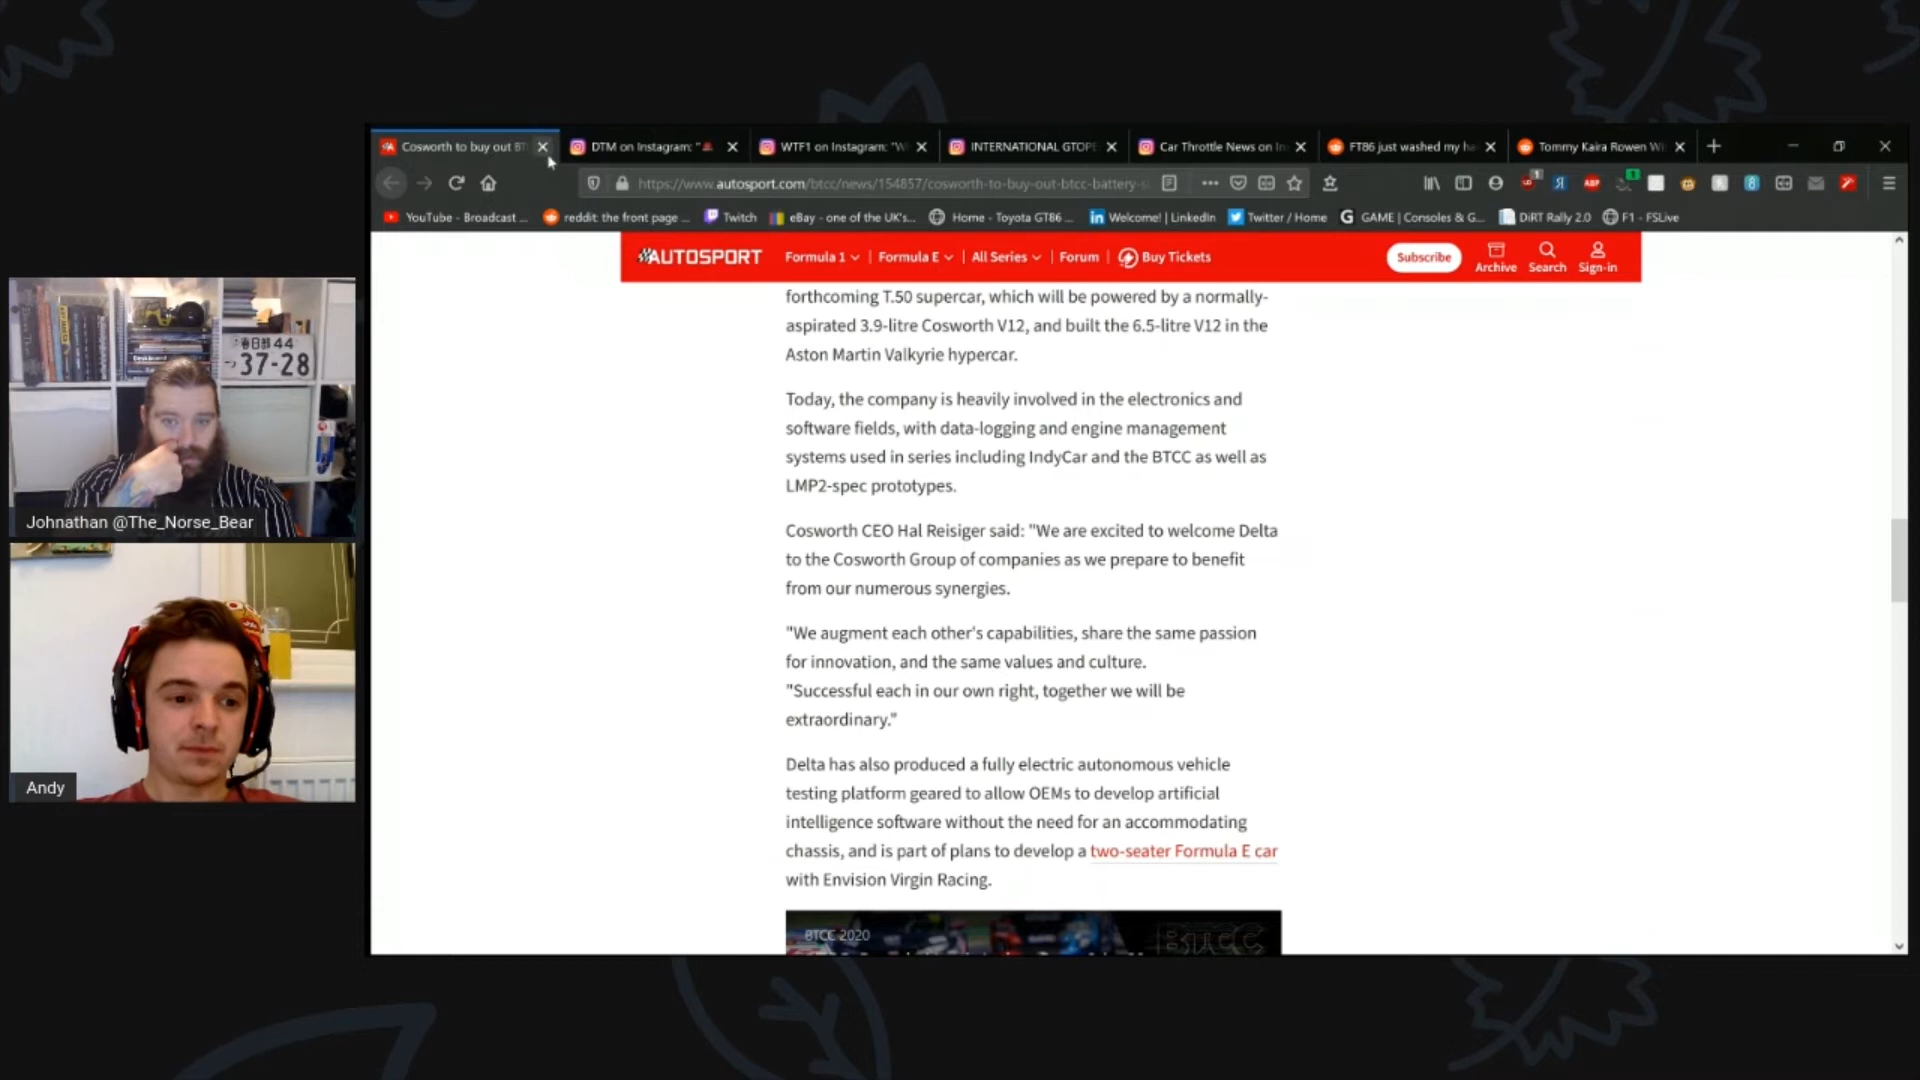 Cosworth to buy out BT
DTM on Instagram: "
WTF1 on Instagram: "W
INTERNATIONAL GTOPE
Car Throttle News on In
FT86 just washed my ha
Tommy Kaira Rowen Wi
https://www.autosport.com/btcc/news/154857/cosworth-to-buy-out-btcc-battery-s
YouTube - Broadcast ...
reddit: the front page ...
Twitch
eBay - one of the UK's...
Home - Toyota GT86 ...
Welcome! | LinkedIn
Twitter / Home
GAME | Consoles & G...
DiRT Rally 2.0
F1 - FSLive
AUTOSPORT
Formula 1 | Formula E | All Series | Forum | Buy Tickets
Subscribe
Archive
Search
Sign-in
forthcoming T.50 supercar, which will be powered by a normally-
aspirated 3.9-litre Cosworth V12, and built the 6.5-litre V12 in the
Aston Martin Valkyrie hypercar.
Today, the company is heavily involved in the electronics and
software fields, with data-logging and engine management
systems used in series including IndyCar and the BTCC as well as
LMP2-spec prototypes.
Cosworth CEO Hal Reisiger said: "We are excited to welcome Delta
to the Cosworth Group of companies as we prepare to benefit
from our numerous synergies.
"We augment each other's capabilities, share the same passion
for innovation, and the same values and culture.
"Successful each in our own right, together we will be
extraordinary."
Delta has also produced a fully electric autonomous vehicle
testing platform geared to allow OEMs to develop artificial
intelligence software without the need for an accommodating
chassis, and is part of plans to develop a two-seater Formula E car
with Envision Virgin Racing.
BTCC 2020
BTCC
春日部 44
37-28
Johnathan @The_Norse_Bear
Andy